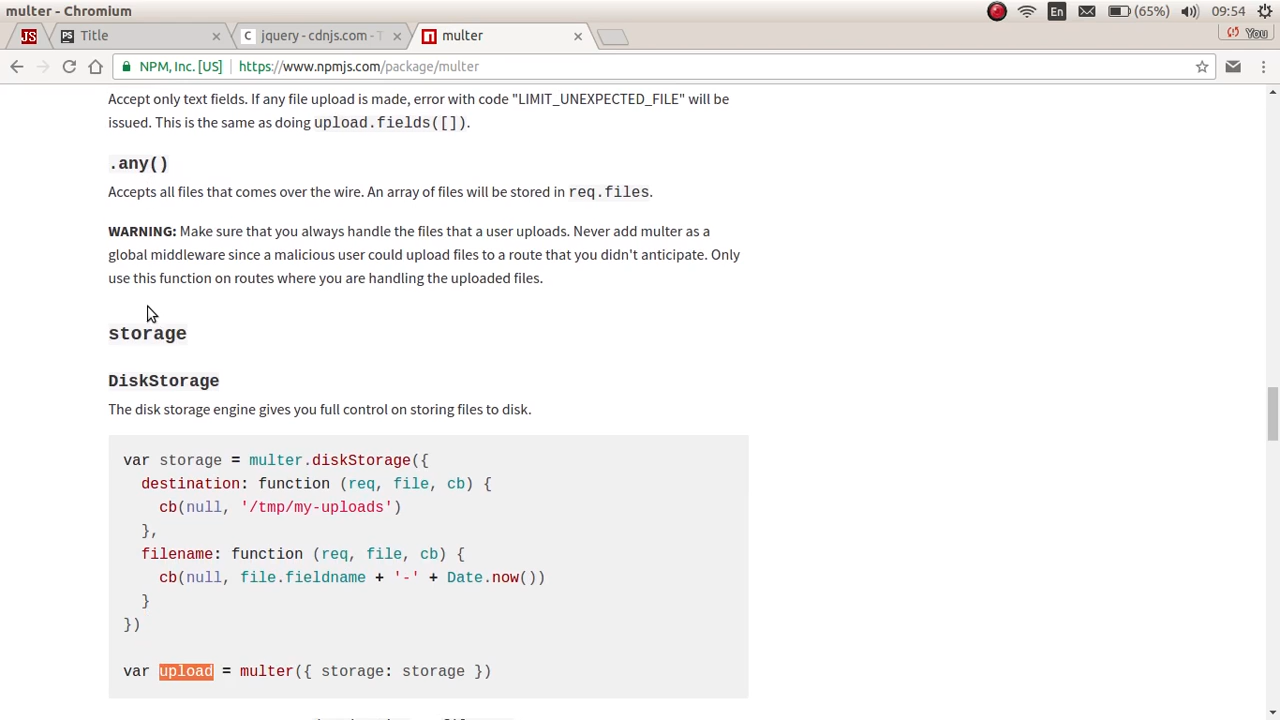 multer - Chromium
En
(65%)
09:54
JS
PS Title
C jquery - cdnjs.com - T
multer
You
NPM, Inc. [US]
https://www.npmjs.com/package/multer
Accept only text fields. If any file upload is made, error with code "LIMIT_UNEXPECTED_FILE" will be
issued. This is the same as doing upload.fields([]).
.any()
Accepts all files that comes over the wire. An array of files will be stored in req.files.
WARNING: Make sure that you always handle the files that a user uploads. Never add multer as a
global middleware since a malicious user could upload files to a route that you didn't anticipate. Only
use this function on routes where you are handling the uploaded files.
storage
DiskStorage
The disk storage engine gives you full control on storing files to disk.
var storage = multer.diskStorage({
destination: function (req, file, cb) {
cb(null, '/tmp/my-uploads')
},
filename: function (req, file, cb) {
cb(null, file.fieldname + '-' + Date.now())
}
})
var upload = multer({ storage: storage })